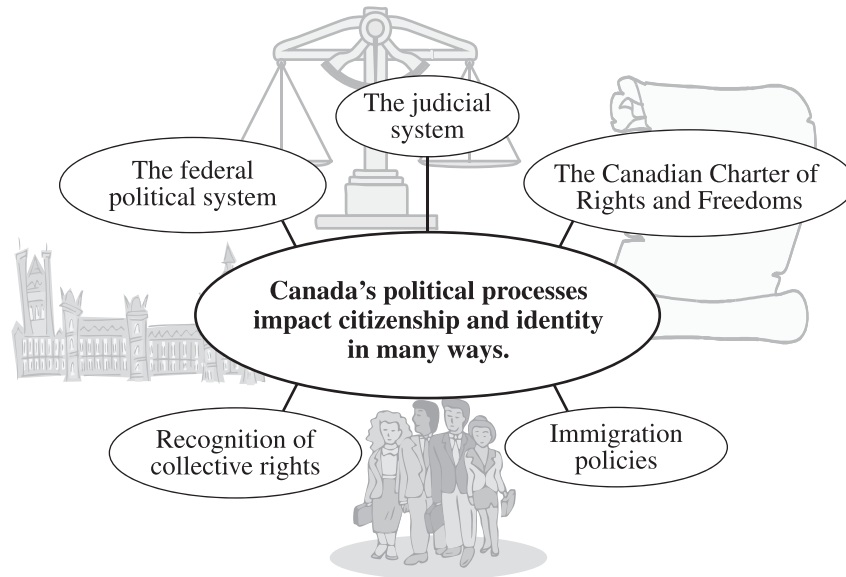 The judicial
system
The federal
political system
The Canadian Charter of
Rights and Freedoms
Canada’s political processes
impact citizenship and identity
in many ways.
Recognition of
collective rights
Immigration
policies